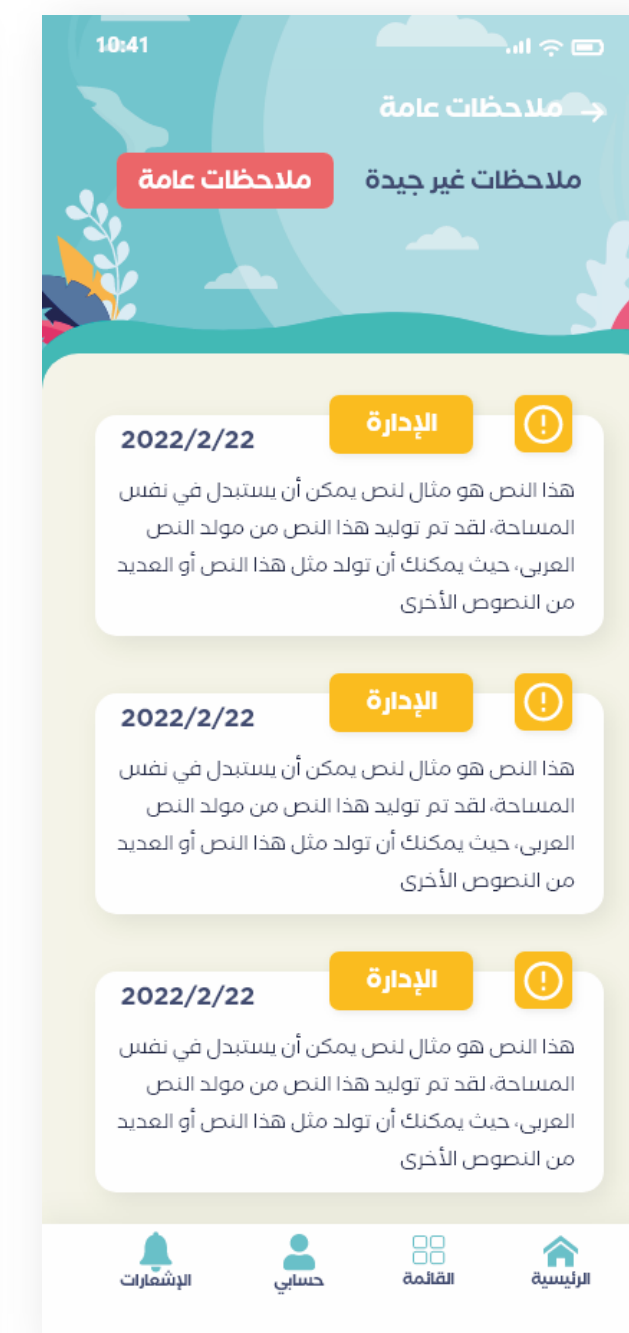 10:41
ملاحظات عامة
ملاحظات غير جيدة
ملاحظات عامة
الإدارة
2022/2/22
هذا النص هو مثال لنص يمكن أن يستبدل في نفس
المساحة، لقد تم توليد هذا النص من مولد النص
العربى، حيث يمكنك أن تولد مثل هذا النص أو العديد
من النصوص الأخرى
الإدارة
2022/2/22
هذا النص هو مثال لنص يمكن أن يستبدل في نفس
المساحة، لقد تم توليد هذا النص من مولد النص
العربى، حيث يمكنك أن تولد مثل هذا النص أو العديد
من النصوص الأخرى
الإدارة
2022/2/22
هذا النص هو مثال لنص يمكن أن يستبدل في نفس
المساحة، لقد تم توليد هذا النص من مولد النص
العربى، حيث يمكنك أن تولد مثل هذا النص أو العديد
من النصوص الأخرى
الرئيسية
القائمة
حسابي
الإشعارات